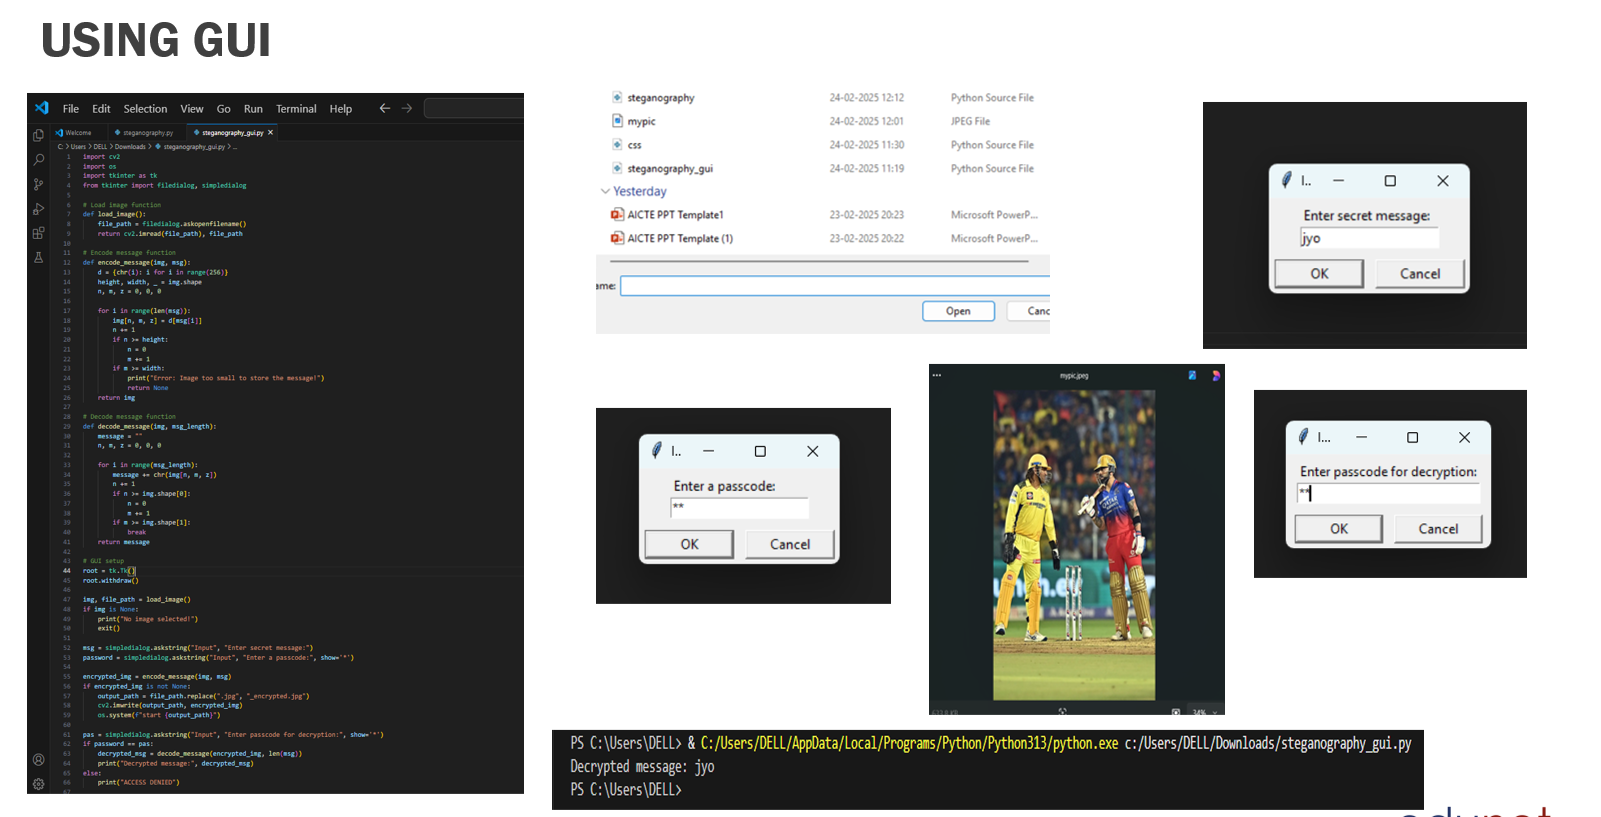 USING GUI
File Edit Selection View Go Run Terminal Help
Welcome steganography.py steganography_gui.py
C: > Users > DELL > Downloads > steganography_gui.py > ...
1 import cv2
2 import os
3 import tkinter as tk
4 from tkinter import filedialog, simpledialog
5
6 # Load image function
7 def load_image():
8 file_path = filedialog.askopenfilename()
9 return cv2.imread(file_path), file_path
10
11 # Encode message function
12 def encode_message(img, msg):
13 d = {chr(i): i for i in range(256)}
14 height, width, _ = img.shape
15 n, m, z = 0, 0, 0
16
17 for i in range(len(msg)):
18 img[n, m, z] = d[msg[i]]
19 n += 1
20 if n >= height:
21 n = 0
22 m += 1
23 if m >= width:
24 print("Error: Image too small to store the message!")
25 return None
26 return img
27
28 # Decode message function
29 def decode_message(img, msg_length):
30 message = ""
31 n, m, z = 0, 0, 0
32
33 for i in range(msg_length):
34 message += chr(img[n, m, z])
35 n += 1
36 if n >= img.shape[0]:
37 n = 0
38 m += 1
39 if m >= img.shape[1]:
40 break
41 return message
42
43 # GUI setup
44 root = tk.Tk()
45 root.withdraw()
46
47 img, file_path = load_image()
48 if img is None:
49 print("No image selected!")
50 exit()
51
52 msg = simpledialog.askstring("Input", "Enter secret message:")
53 password = simpledialog.askstring("Input", "Enter a passcode:", show='*')
54
55 encrypted_img = encode_message(img, msg)
56 if encrypted_img is not None:
57 output_path = file_path.replace(".jpg", "_encrypted.jpg")
58 cv2.imwrite(output_path, encrypted_img)
59 os.system(f"start {output_path}")
60
61 pas = simpledialog.askstring("Input", "Enter passcode for decryption:", show='*')
62 if password == pas:
63 decrypted_msg = decode_message(encrypted_img, len(msg))
64 print("Decrypted message:", decrypted_msg)
65 else:
66 print("ACCESS DENIED")
67
steganography 24-02-2025 12:12 Python Source File
mypic 24-02-2025 12:01 JPEG File
css 24-02-2025 11:30 Python Source File
steganography_gui 24-02-2025 11:19 Python Source File
Yesterday
AICTE PPT Template1 23-02-2025 20:23 Microsoft PowerP...
AICTE PPT Template (1) 23-02-2025 20:22 Microsoft PowerP...
ame:
Open Canc
I..
Enter secret message:
jyo
OK Cancel
I..
Enter a passcode:
**
OK Cancel
mypic.jpeg
34%
I...
Enter passcode for decryption:
**
OK Cancel
PS C:\Users\DELL> & C:/Users/DELL/AppData/Local/Programs/Python/Python313/python.exe c:/Users/DELL/Downloads/steganography_gui.py
Decrypted message: jyo
PS C:\Users\DELL>